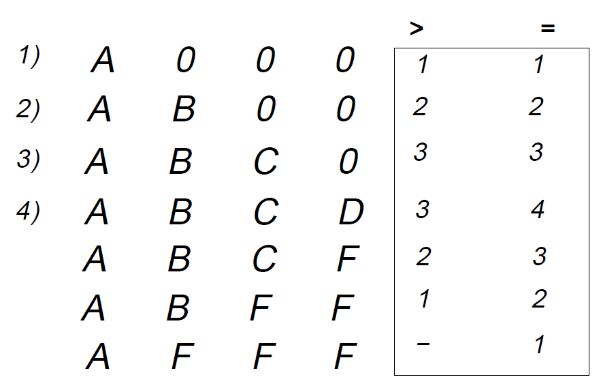 > =
1) A 0 0 0 1 1
2) A B 0 0 2 2
3) A B C 0 3 3
4) A B C D 3 4
A B C F 2 3
A B F F 1 2
A F F F – 1